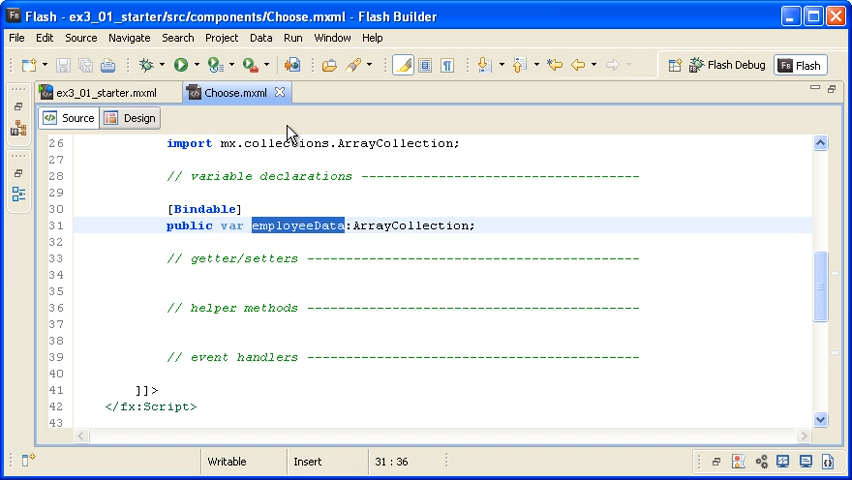 Flash - ex3_01_starter/src/components/Choose.mxml - Flash Builder
File Edit Source Navigate Search Project Data Run Window Help
Flash Debug Fb Flash
ex3_01_starter.mxml Choose.mxml
Source Design
26 import mx.collections.ArrayCollection;
27
28 // variable declarations -----------------------------------
29
30 [Bindable]
31 public var employeeData:ArrayCollection;
32
33 // getter/setters ------------------------------------------
34
35
36 // helper methods ------------------------------------------
37
38
39 // event handlers ------------------------------------------
40
41 ]]>
42 </fx:Script>
43
Writable Insert 31 : 36